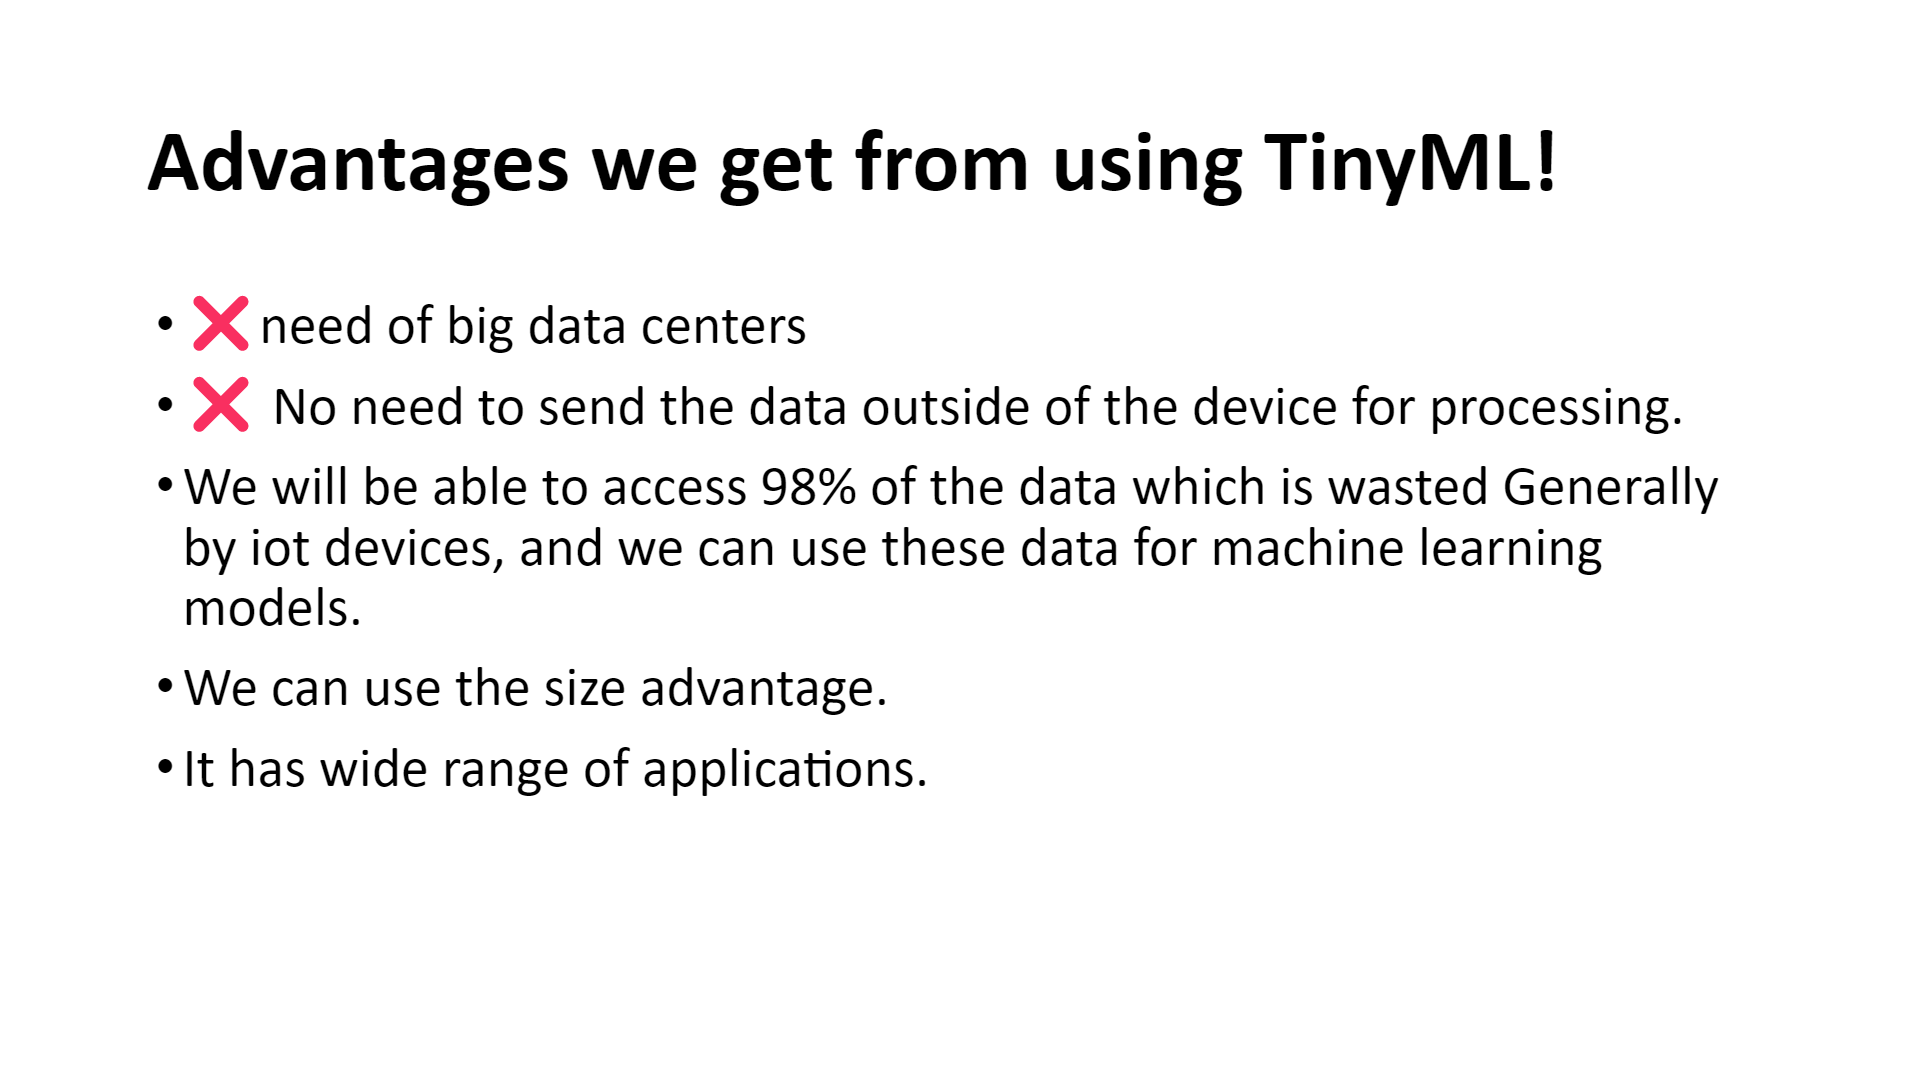 Advantages we get from using TinyML!
• ❌ need of big data centers
• ❌ No need to send the data outside of the device for processing.
• We will be able to access 98% of the data which is wasted Generally
by iot devices, and we can use these data for machine learning
models.
• We can use the size advantage.
• It has wide range of applications.